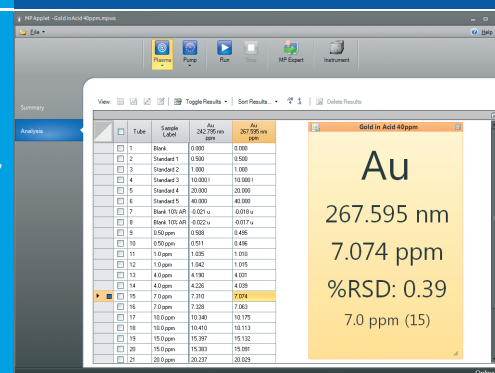 MP Applet - Gold in Acid 40ppm.mpws
File
Help
Plasma Pump Run Stop MP Expert Instrument
Summary
Analysis
View: Toggle Results Sort Results... Delete Results
Tube Sample Label Au 242.795 nm ppm Au 267.595 nm ppm
1 Blank 0.000 0.000
2 Standard 1 0.500 0.500
3 Standard 2 1.000 1.000
4 Standard 3 10.000 ! 10.000 !
5 Standard 4 20.000 20.000
6 Standard 5 40.000 40.000
7 Blank 10% AR -0.021 u -0.018 u
8 Blank 10% AR -0.022 u -0.017 u
9 0.50 ppm 0.508 0.495
10 0.50 ppm 0.511 0.496
11 1.0 ppm 1.035 1.010
12 1.0 ppm 1.042 1.015
13 4.0 ppm 4.190 4.031
14 4.0 ppm 4.226 4.039
15 7.0 ppm 7.310 7.074
16 7.0 ppm 7.328 7.063
17 10.0 ppm 10.340 10.175
18 10.0 ppm 10.410 10.113
19 15.0 ppm 15.397 15.132
20 15.0 ppm 15.383 15.091
21 20.0 ppm 20.237 20.029
Gold in Acid 40ppm
Au
267.595 nm
7.074 ppm
%RSD: 0.39
7.0 ppm (15)
Online